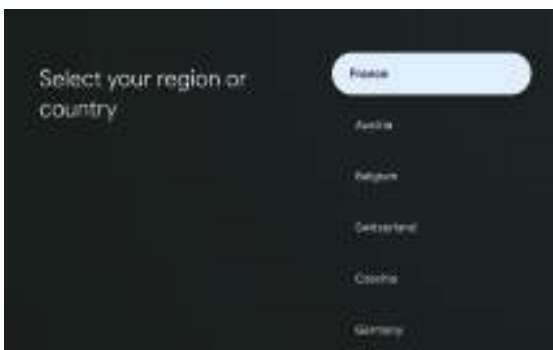 Select your region or
country
France
Austria
Belgium
Switzerland
Czechia
Germany